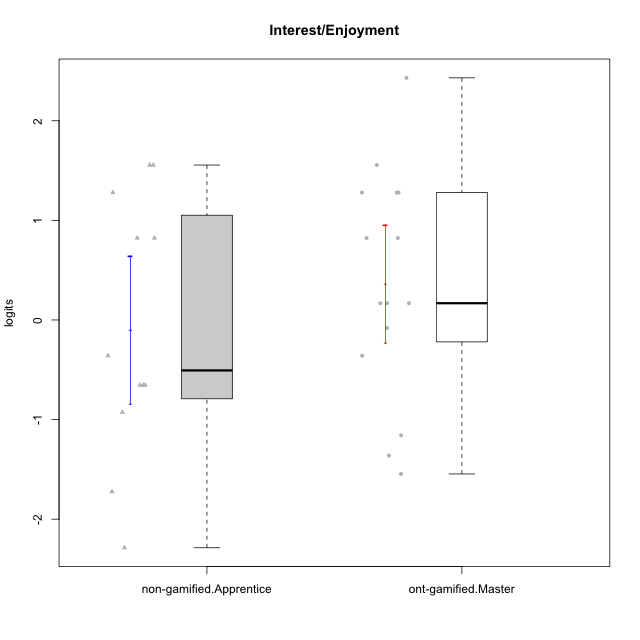 Interest/Enjoyment
logits
2
1
0
-1
-2
non-gamified.Apprentice
ont-gamified.Master